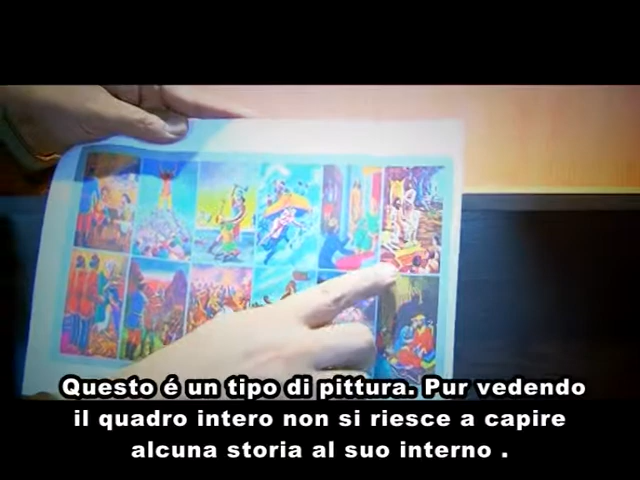 Questo é un tipo di pittura. Pur vedendo
il quadro intero non si riesce a capire
alcuna storia al suo interno .